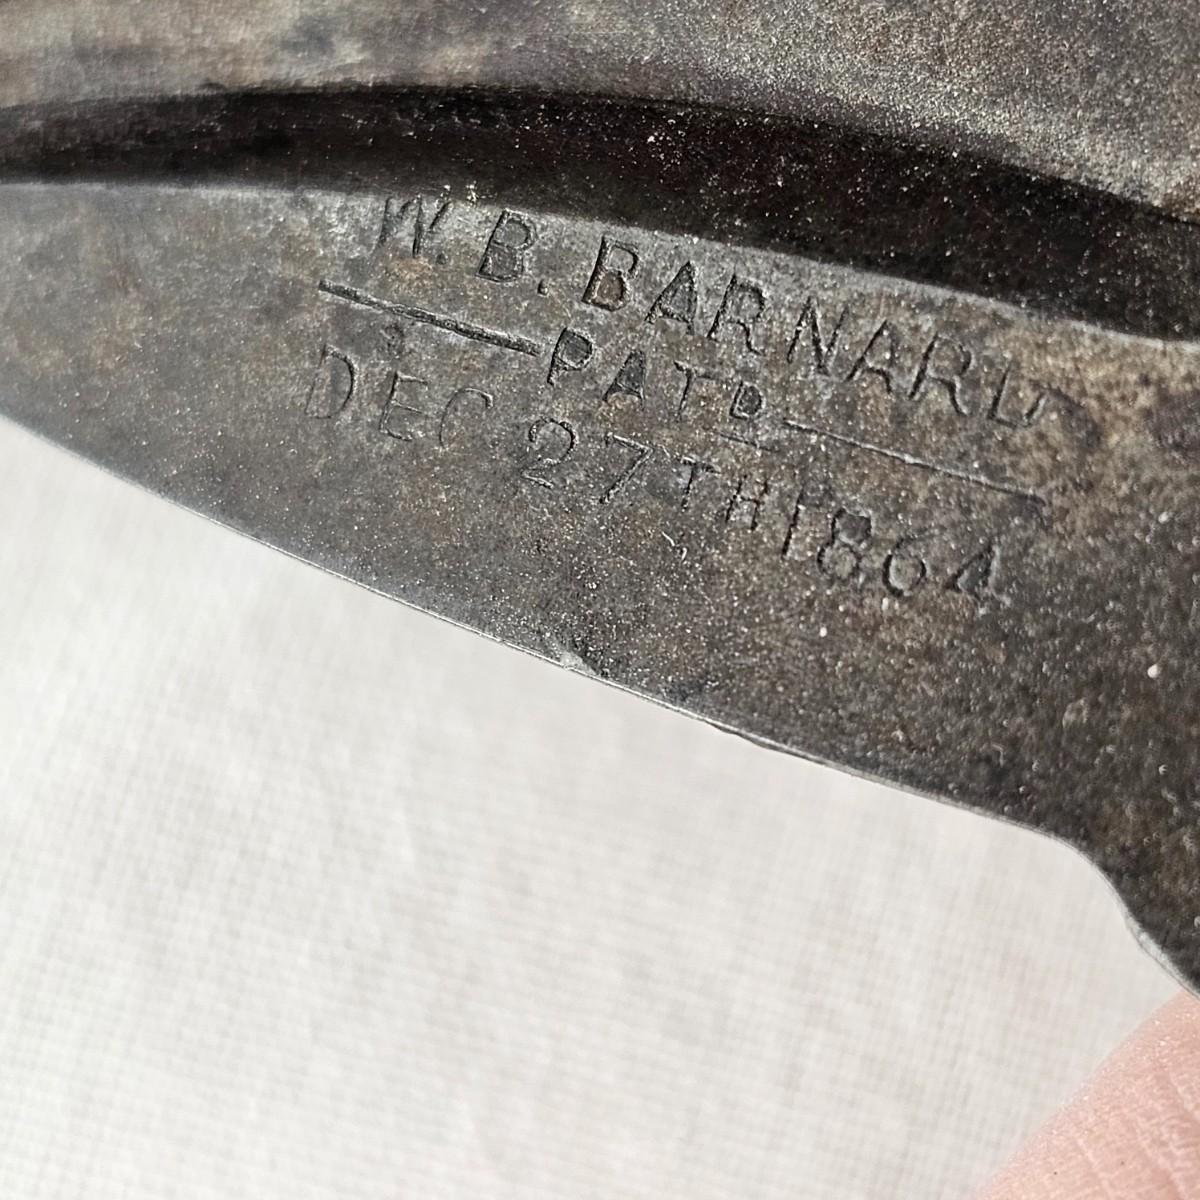 W. B. BARNARD
PATD
DEC 27TH 1864